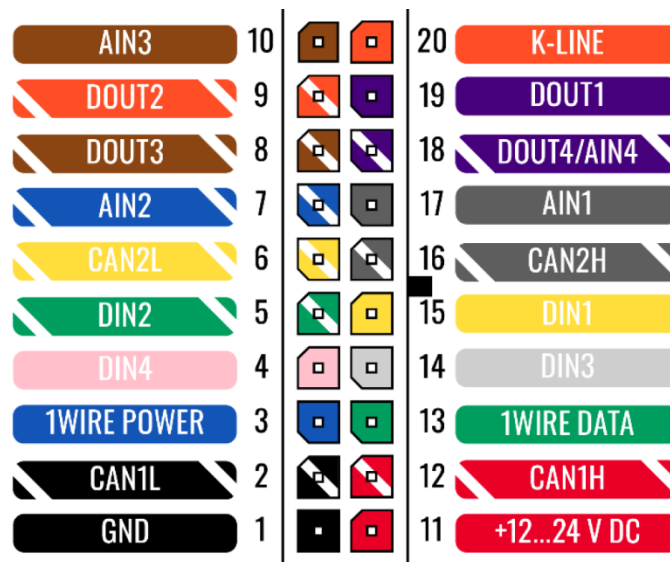 AIN3 10 20 K-LINE
DOUT2 9 19 DOUT1
DOUT3 8 18 DOUT4/AIN4
AIN2 7 17 AIN1
CAN2L 6 16 CAN2H
DIN2 5 15 DIN1
DIN4 4 14 DIN3
1WIRE POWER 3 13 1WIRE DATA
CAN1L 2 12 CAN1H
GND 1 11 +12...24 V DC